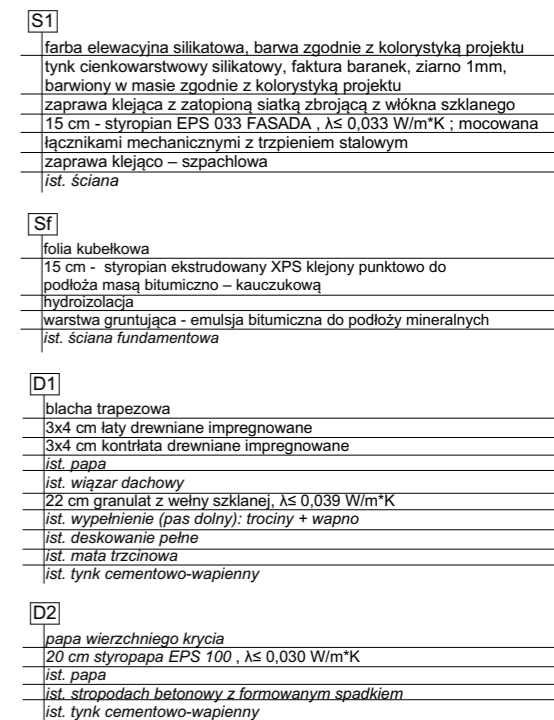 S1
farba elewacyjna silikatowa, barwa zgodnie z kolorystyką projektu
tynk cienkowarstwowy silikatowy, faktura baranek, ziarno 1mm,
barwiony w masie zgodnie z kolorystyką projektu
zaprawa klejąca z zatopioną siatką zbrojącą z włókna szklanego
15 cm - styropian EPS 033 FASADA , λ≤ 0,033 W/m*K ; mocowana
łącznikami mechanicznymi z trzpieniem stalowym
zaprawa klejąco – szpachlowa
ist. ściana
Sf
folia kubełkowa
15 cm - styropian ekstrudowany XPS klejony punktowo do
podłoża masą bitumiczno – kauczukową
hydroizolacja
warstwa gruntująca - emulsja bitumiczna do podłoży mineralnych
ist. ściana fundamentowa
D1
blacha trapezowa
3x4 cm łaty drewniane impregnowane
3x4 cm kontrłata drewniane impregnowane
ist. papa
ist. wiązar dachowy
22 cm granulat z wełny szklanej, λ≤ 0,039 W/m*K
ist. wypełnienie (pas dolny): trociny + wapno
ist. deskowanie pełne
ist. mata trzcinowa
ist. tynk cementowo-wapienny
D2
papa wierzchniego krycia
20 cm styropapa EPS 100 , λ≤ 0,030 W/m*K
ist. papa
ist. stropodach betonowy z formowanym spadkiem
ist. tynk cementowo-wapienny